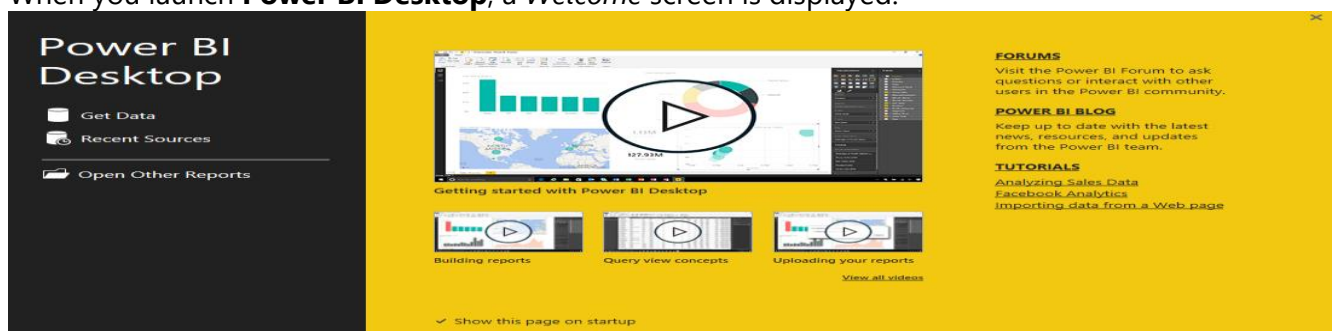 When you launch Power BI Desktop, a Welcome screen is displayed.
Power BI
Desktop
Get Data
Recent Sources
Open Other Reports
127.93M
Getting started with Power BI Desktop
Building reports
Query view concepts
Uploading your reports
View all videos
✓ Show this page on startup
FORUMS
Visit the Power BI Forum to ask
questions or interact with other
users in the Power BI community.
POWER BI BLOG
Keep up to date with the latest
news, resources, and updates
from the Power BI team.
TUTORIALS
Analyzing Sales Data
Facebook Analytics
Importing data from a Web page